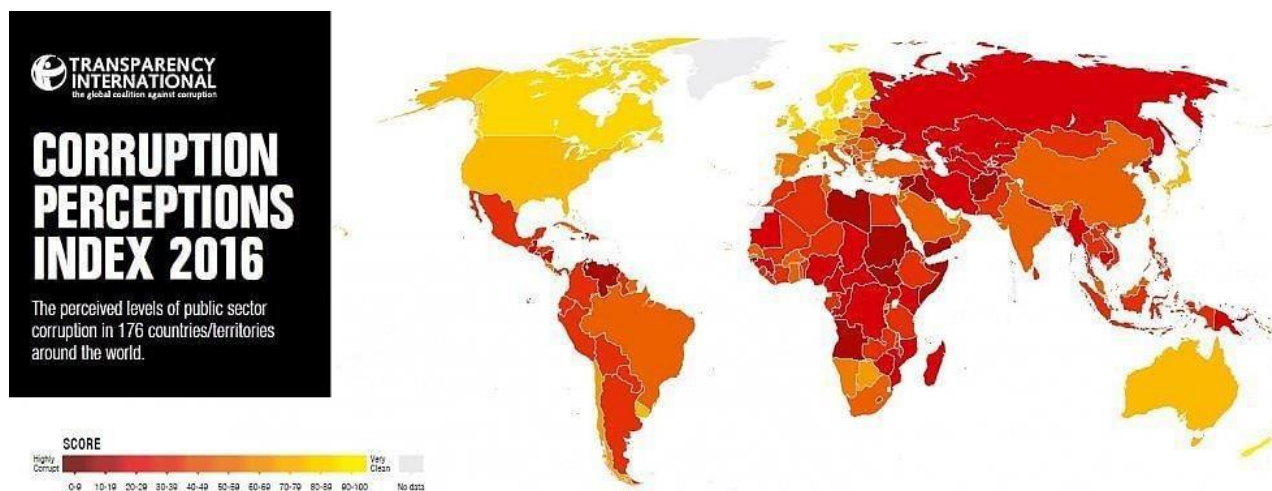 TRANSPARENCY
INTERNATIONAL
the global coalition against corruption
CORRUPTION
PERCEPTIONS
INDEX 2016
The perceived levels of public sector
corruption in 176 countries/territories
around the world.
SCORE
Highly
Corrupt
Very
Clean
0-9 10-19 20-29 30-39 40-49 50-59 60-69 70-79 80-89 90-100 No data